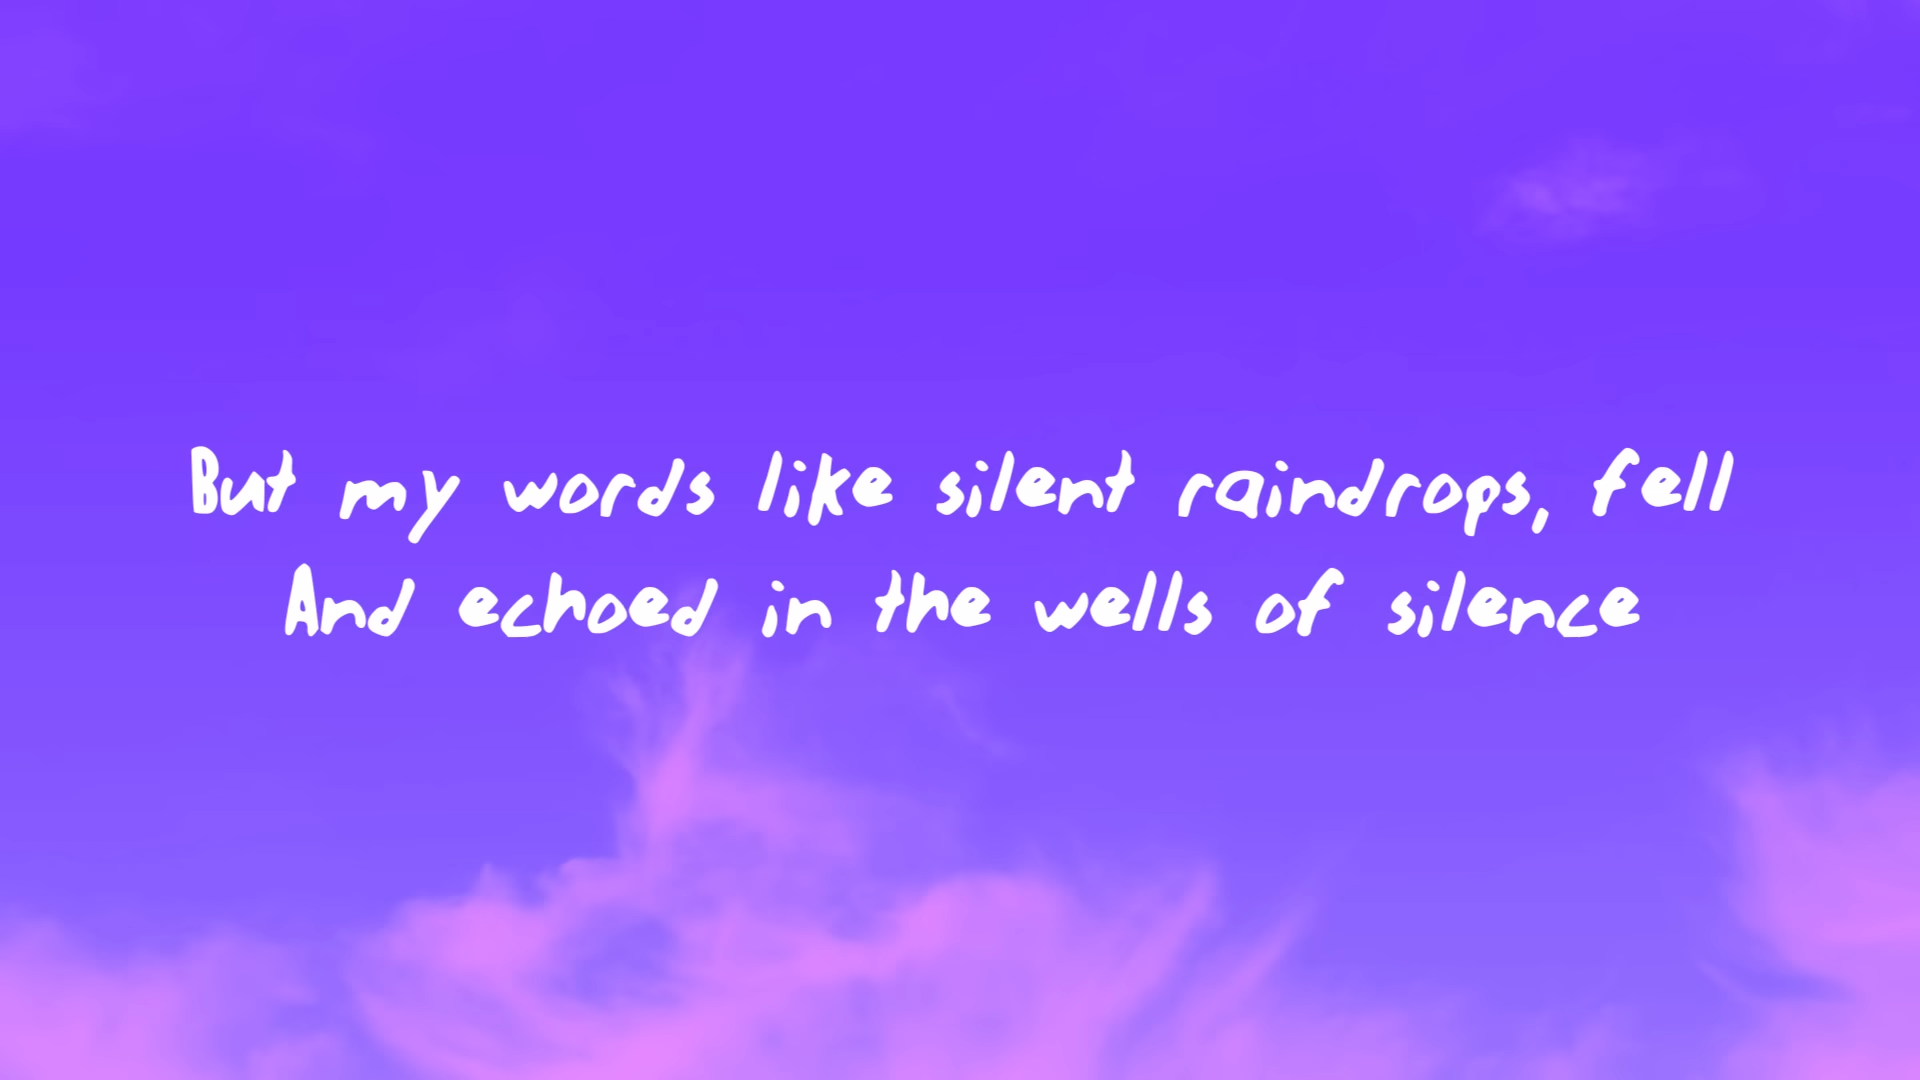 But my words like silent raindrops, fell
And echoed in the wells of silence